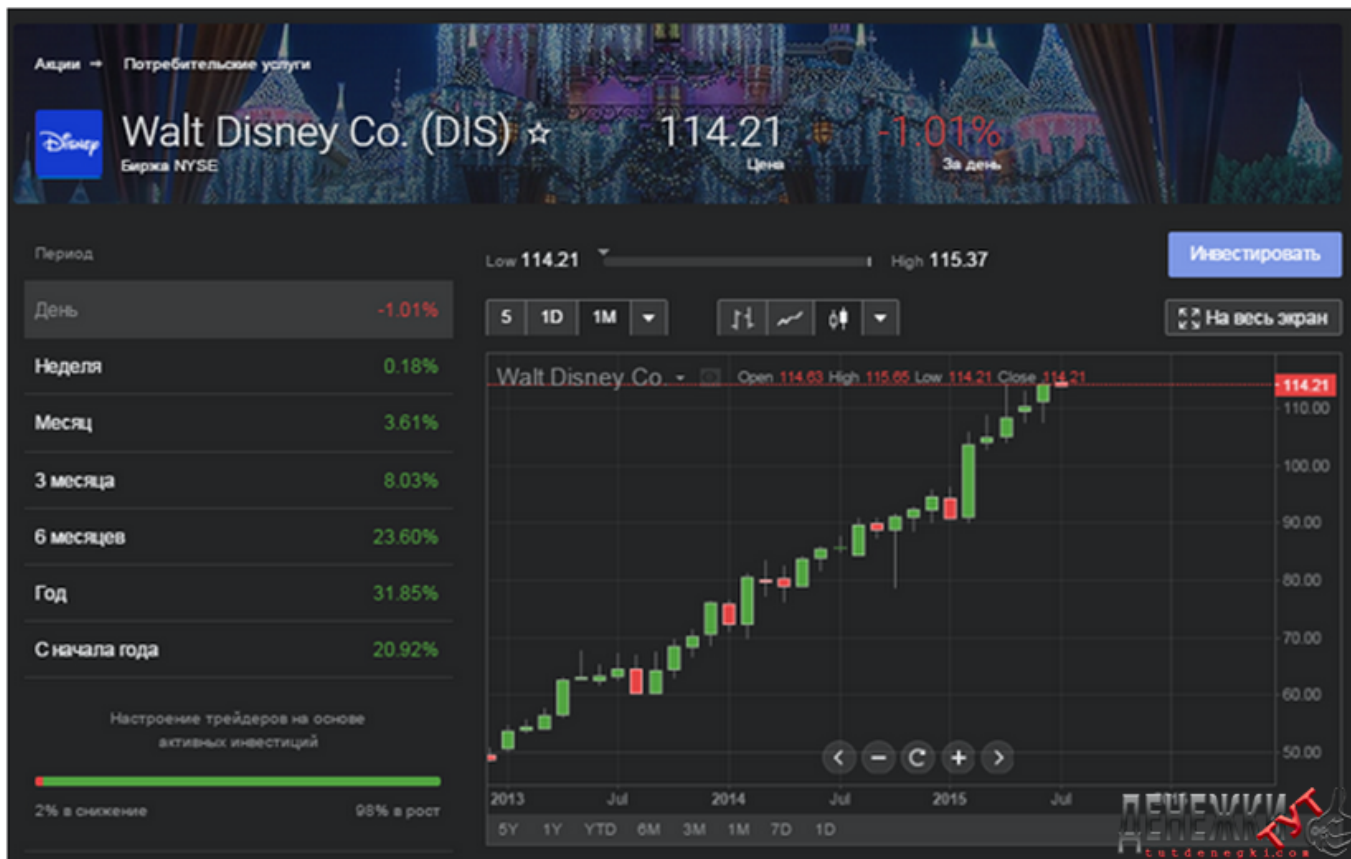 Акции → Потребительские услуги
Disney
Walt Disney Co. (DIS) ☆
Биржа NYSE
114.21
Цена
-1.01%
За день
Период
День -1.01%
Неделя 0.18%
Месяц 3.61%
3 месяца 8.03%
6 месяцев 23.60%
Год 31.85%
С начала года 20.92%
Настроение трейдеров на основе
активных инвестиций
2% в снижение 98% в рост
Low 114.21 High 115.37
Инвестировать
5 1D 1M
На весь экран
Walt Disney Co. Open 114.63 High 115.65 Low 114.21 Close 114.21
114.21
110.00
100.00
90.00
80.00
70.00
60.00
50.00
2013 Jul 2014 Jul 2015 Jul
5Y 1Y YTD 6M 3M 1M 7D 1D
ДЕНЕЖКИ ТУТ
tutdenegki.com